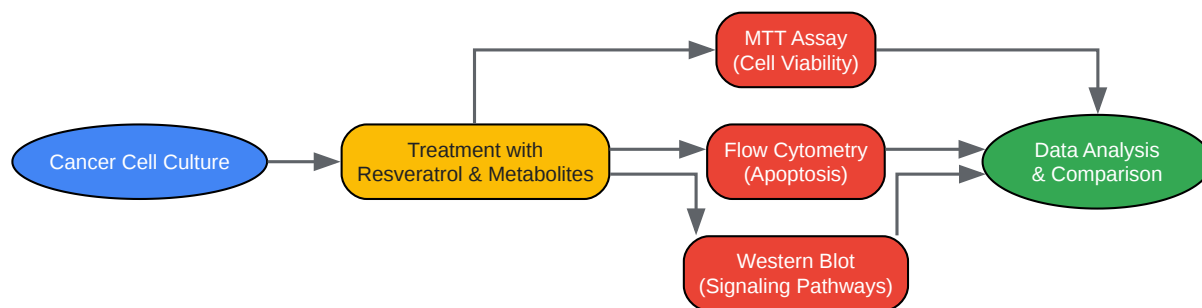 Cancer Cell Culture
Treatment with
Resveratrol & Metabolites
MTT Assay
(Cell Viability)
Flow Cytometry
(Apoptosis)
Western Blot
(Signaling Pathways)
Data Analysis
& Comparison